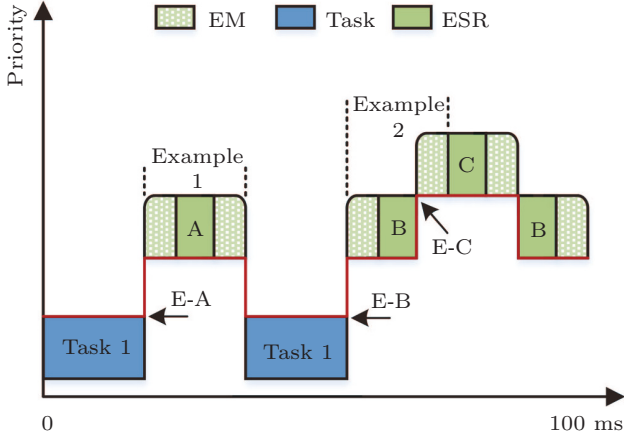 EM
Task
ESR
Priority
Example
1
Example
2
C
A
B
B
E-C
E-A
E-B
Task 1
Task 1
0
100 ms